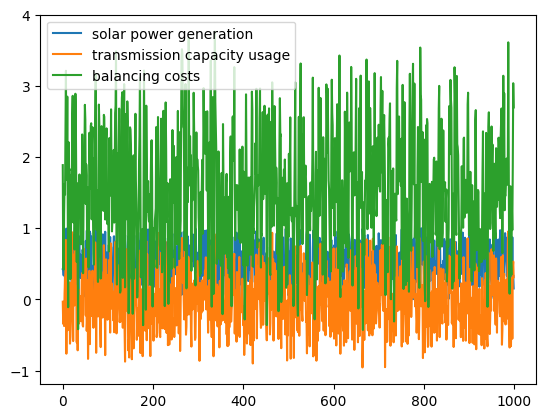 solar power generation
transmission capacity usage
balancing costs
4
3
2
1
0
−1
0 200 400 600 800 1000